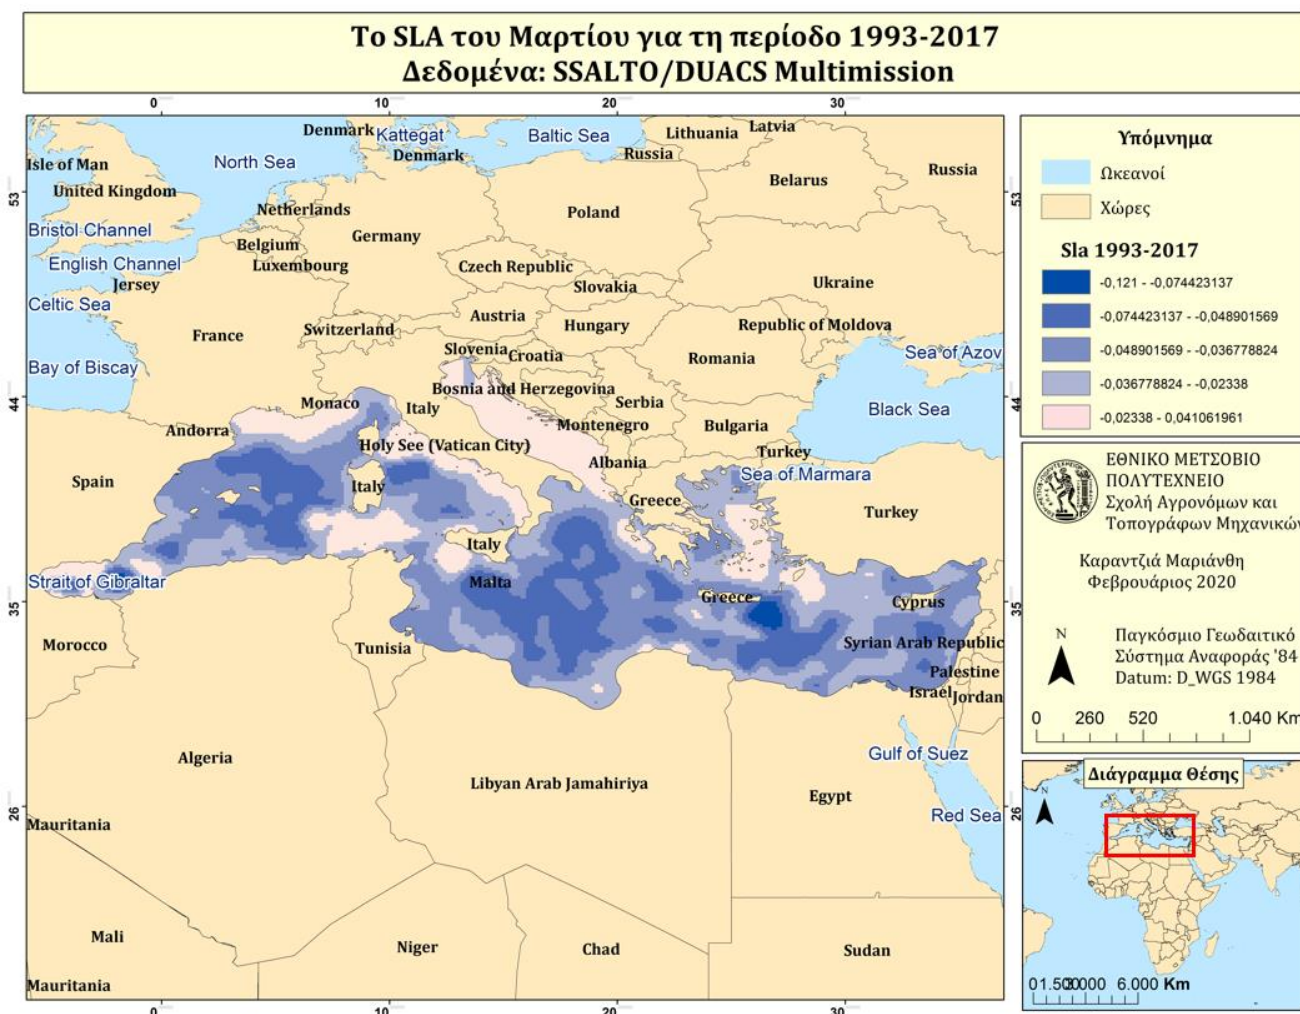 Το SLA του Μαρτίου για τη περίοδο 1993-2017
Δεδομένα: SSALTO/DUACS Multimission
0
10
20
30
Denmark
Kattegat
Baltic Sea
Lithuania
Latvia
Isle of Man
North Sea
Denmark
Russia
Russia
53
United Kingdom
Belarus
53
Netherlands
Poland
Bristol Channel
Belgium
Germany
English Channel
Luxembourg
Czech Republic
Jersey
Slovakia
Ukraine
Celtic Sea
Austria
France
Switzerland
Hungary
Republic of Moldova
Slovenia
Croatia
Romania
Sea of Azov
Bay of Biscay
Bosnia and Herzegovina
44
Monaco
Italy
Serbia
Black Sea
44
Andorra
Montenegro
Bulgaria
Holy See (Vatican City)
Turkey
Albania
Sea of Marmara
Spain
Italy
Greece
Turkey
Italy
Strait of Gibraltar
Malta
35
Greece
Cyprus
35
Morocco
Tunisia
Syrian Arab Republic
Palestine
Israel
Jordan
Algeria
Gulf of Suez
Libyan Arab Jamahiriya
Egypt
26
Mauritania
Red Sea
26
Mali
Niger
Chad
Sudan
Mauritania
0
10
20
30
Υπόμνημα
Ωκεανοί
Χώρες
Sla 1993-2017
-0,121 - -0,074423137
-0,074423137 - -0,048901569
-0,048901569 - -0,036778824
-0,036778824 - -0,02338
-0,02338 - 0,041061961
ΕΘΝΙΚΟ ΜΕΤΣΟΒΙΟ
ΠΟΛΥΤΕΧΝΕΙΟ
Σχολή Αγρονόμων και
Τοπογράφων Μηχανικών
Καραντζιά Μαριάνθη
Φεβρουάριος 2020
N
Παγκόσμιο Γεωδαιτικό
Σύστημα Αναφοράς '84
Datum: D_WGS 1984
0 260 520 1.040 Km
Διάγραμμα Θέσης
N
6.000 Km